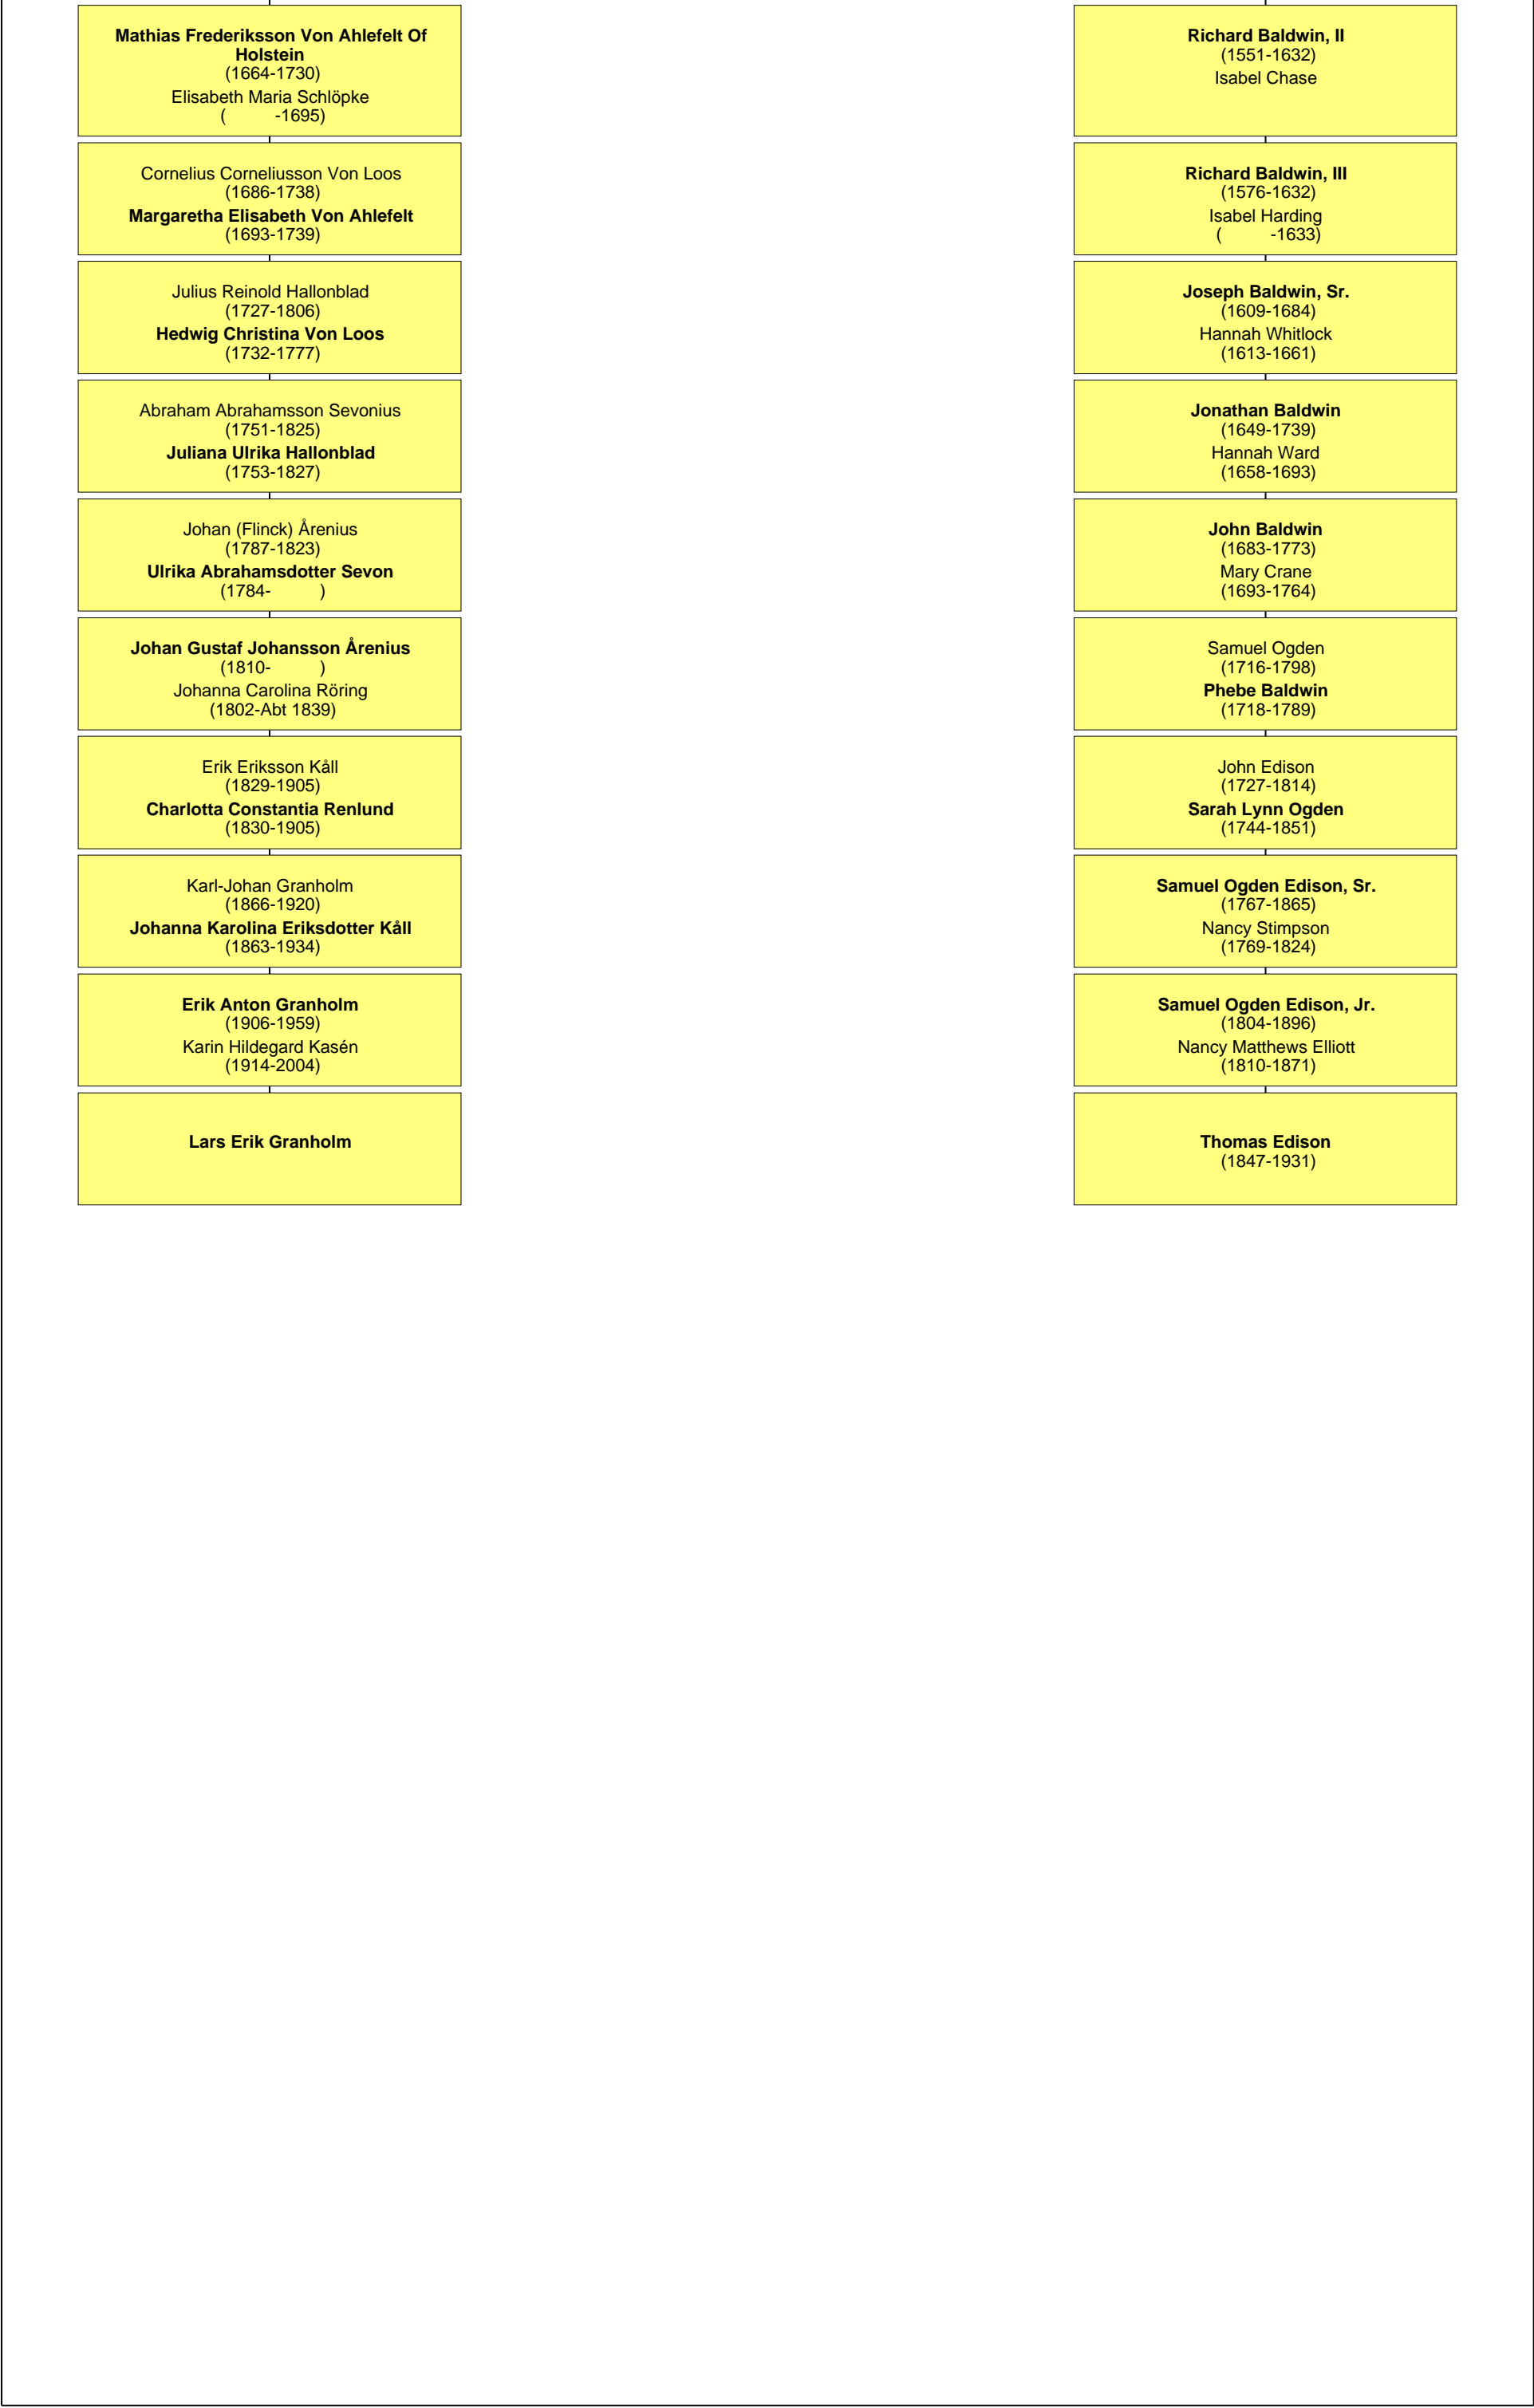 Mathias Frederiksson Von Ahlefelt Of
Holstein
(1664-1730)
Elisabeth Maria Schlöpke
( -1695)
Cornelius Corneliusson Von Loos
(1686-1738)
Margaretha Elisabeth Von Ahlefelt
(1693-1739)
Julius Reinold Hallonblad
(1727-1806)
Hedwig Christina Von Loos
(1732-1777)
Abraham Abrahamsson Sevonius
(1751-1825)
Juliana Ulrika Hallonblad
(1753-1827)
Johan (Flinck) Årenius
(1787-1823)
Ulrika Abrahamsdotter Sevon
(1784- )
Johan Gustaf Johansson Årenius
(1810- )
Johanna Carolina Röring
(1802-Abt 1839)
Erik Eriksson Kåll
(1829-1905)
Charlotta Constantia Renlund
(1830-1905)
Karl-Johan Granholm
(1866-1920)
Johanna Karolina Eriksdotter Kåll
(1863-1934)
Erik Anton Granholm
(1906-1959)
Karin Hildegard Kasén
(1914-2004)
Lars Erik Granholm
Richard Baldwin, II
(1551-1632)
Isabel Chase
Richard Baldwin, III
(1576-1632)
Isabel Harding
( -1633)
Joseph Baldwin, Sr.
(1609-1684)
Hannah Whitlock
(1613-1661)
Jonathan Baldwin
(1649-1739)
Hannah Ward
(1658-1693)
John Baldwin
(1683-1773)
Mary Crane
(1693-1764)
Samuel Ogden
(1716-1798)
Phebe Baldwin
(1718-1789)
John Edison
(1727-1814)
Sarah Lynn Ogden
(1744-1851)
Samuel Ogden Edison, Sr.
(1767-1865)
Nancy Stimpson
(1769-1824)
Samuel Ogden Edison, Jr.
(1804-1896)
Nancy Matthews Elliott
(1810-1871)
Thomas Edison
(1847-1931)